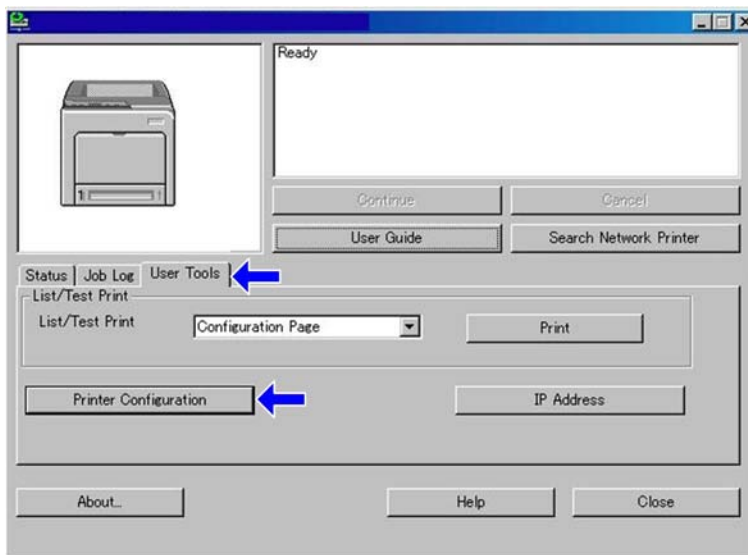 Ready
Continue Cancel
User Guide Search Network Printer
Status Job Log User Tools
List/Test Print
List/Test Print Configuration Page Print
Printer Configuration IP Address
About... Help Close
1